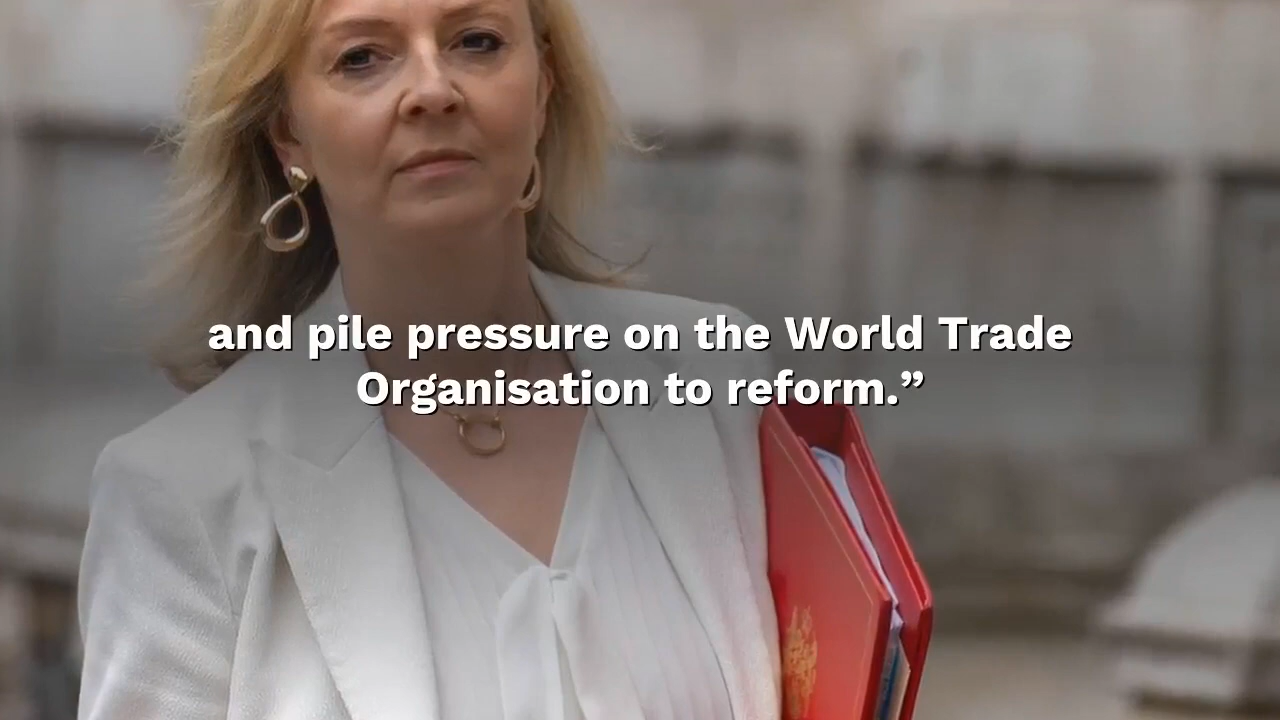 and pile pressure on the World Trade
Organisation to reform.”